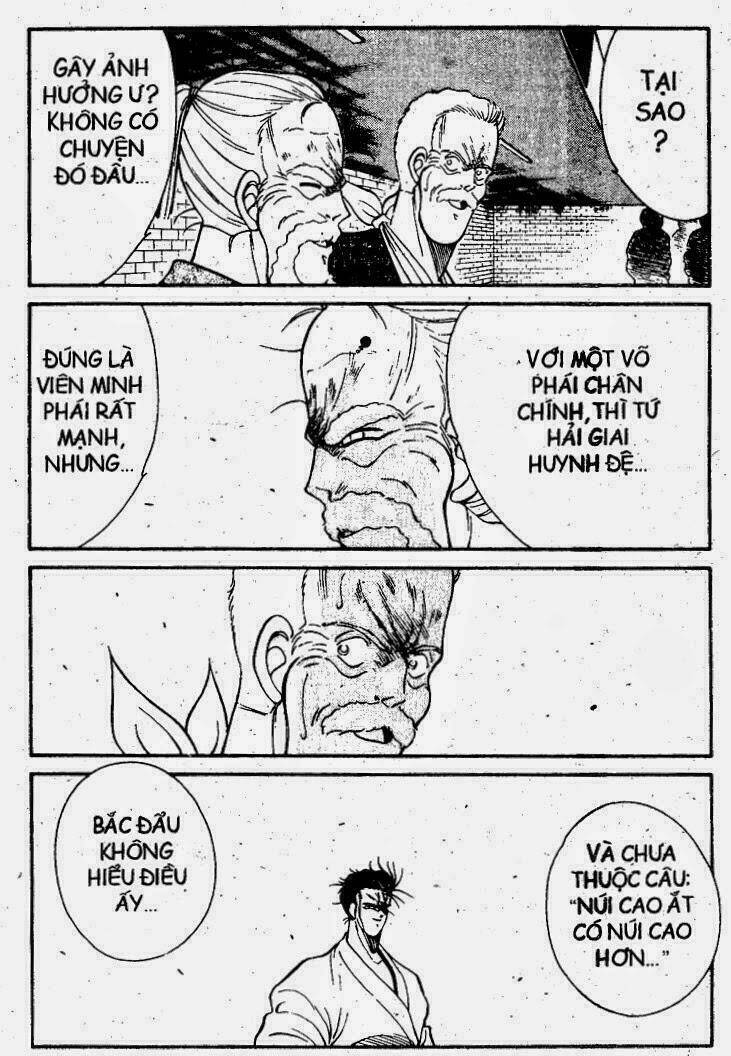 GÂY ẢNH
HƯỞNG Ư?
KHÔNG CÓ
CHUYỆN
ĐÓ ĐÂU...
TẠI
SAO
?
ĐÚNG LÀ
VIÊN MINH
PHÁI RẤT
MẠNH,
NHƯNG...
VỚI MỘT VÕ
PHÁI CHÂN
CHÍNH, THÌ TỨ
HẢI GIAI
HUYNH ĐỆ...
BẮC ĐẨU
KHÔNG
HIỂU ĐIỀU
ẤY...
VÀ CHƯA
THUỘC CÂU:
"NÚI CAO ẮT
CÓ NÚI CAO
HƠN..."